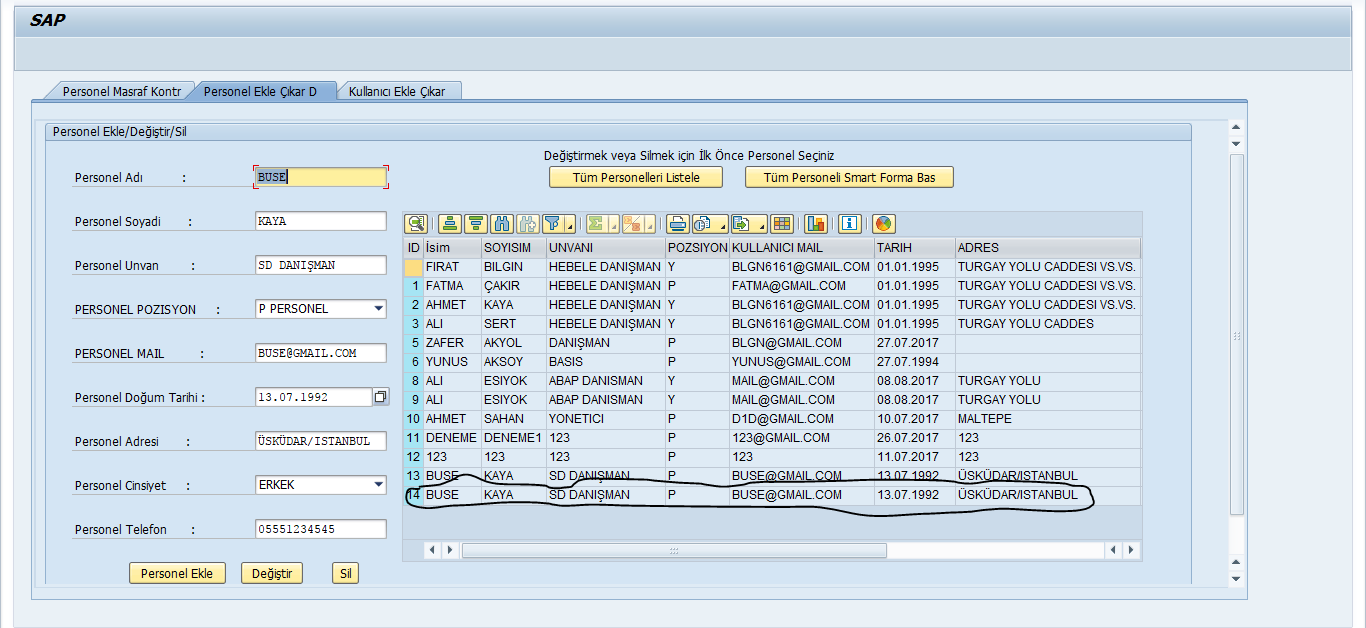 SAP
Personel Masraf Kontr Personel Ekle Çıkar D Kullanıcı Ekle Çıkar
Personel Ekle/Değiştir/Sil
Değiştirmek veya Silmek için İlk Önce Personel Seçiniz
Tüm Personelleri Listele Tüm Personeli Smart Forma Bas
Personel Adı : BUSE
Personel Soyadi : KAYA
Personel Unvan : SD DANIŞMAN
PERSONEL POZISYON : P PERSONEL
PERSONEL MAIL : BUSE@GMAIL.COM
Personel Doğum Tarihi : 13.07.1992
Personel Adresi : ÜSKÜDAR/ISTANBUL
Personel Cinsiyet : ERKEK
Personel Telefon : 05551234545
Personel Ekle Değiştir Sil
ID İsim SOYISIM UNVANI POZSIYON KULLANICI MAIL TARIH ADRES
FIRAT BILGIN HEBELE DANIŞMAN Y BLGN6161@GMAIL.COM 01.01.1995 TURGAY YOLU CADDESI VS.VS.
1 FATMA ÇAKIR HEBELE DANIŞMAN P FATMA@GMAIL.COM 01.01.1995 TURGAY YOLU CADDESI VS.VS.
2 AHMET KAYA HEBELE DANIŞMAN Y BLGN6161@GMAIL.COM 01.01.1995 TURGAY YOLU CADDESI VS.VS.
3 ALI SERT HEBELE DANIŞMAN Y BLGN6161@GMAIL.COM 01.01.1995 TURGAY YOLU CADDES
5 ZAFER AKYOL DANIŞMAN P BLGN@GMAIL.COM 27.07.2017
6 YUNUS AKSOY BASIS P YUNUS@GMAIL.COM 27.07.1994
8 ALI ESIYOK ABAP DANISMAN Y MAIL@GMAIL.COM 08.08.2017 TURGAY YOLU
9 ALI ESIYOK ABAP DANISMAN Y MAIL@GMAIL.COM 08.08.2017 TURGAY YOLU
10 AHMET SAHAN YONETICI P D1D@GMAIL.COM 10.07.2017 MALTEPE
11 DENEME DENEME1 123 P 123@GMAIL.COM 26.07.2017 123
12 123 123 123 P 123 11.07.2017 123
13 BUSE KAYA SD DANIŞMAN P BUSE@GMAIL.COM 13.07.1992 ÜSKÜDAR/ISTANBUL
14 BUSE KAYA SD DANIŞMAN P BUSE@GMAIL.COM 13.07.1992 ÜSKÜDAR/ISTANBUL